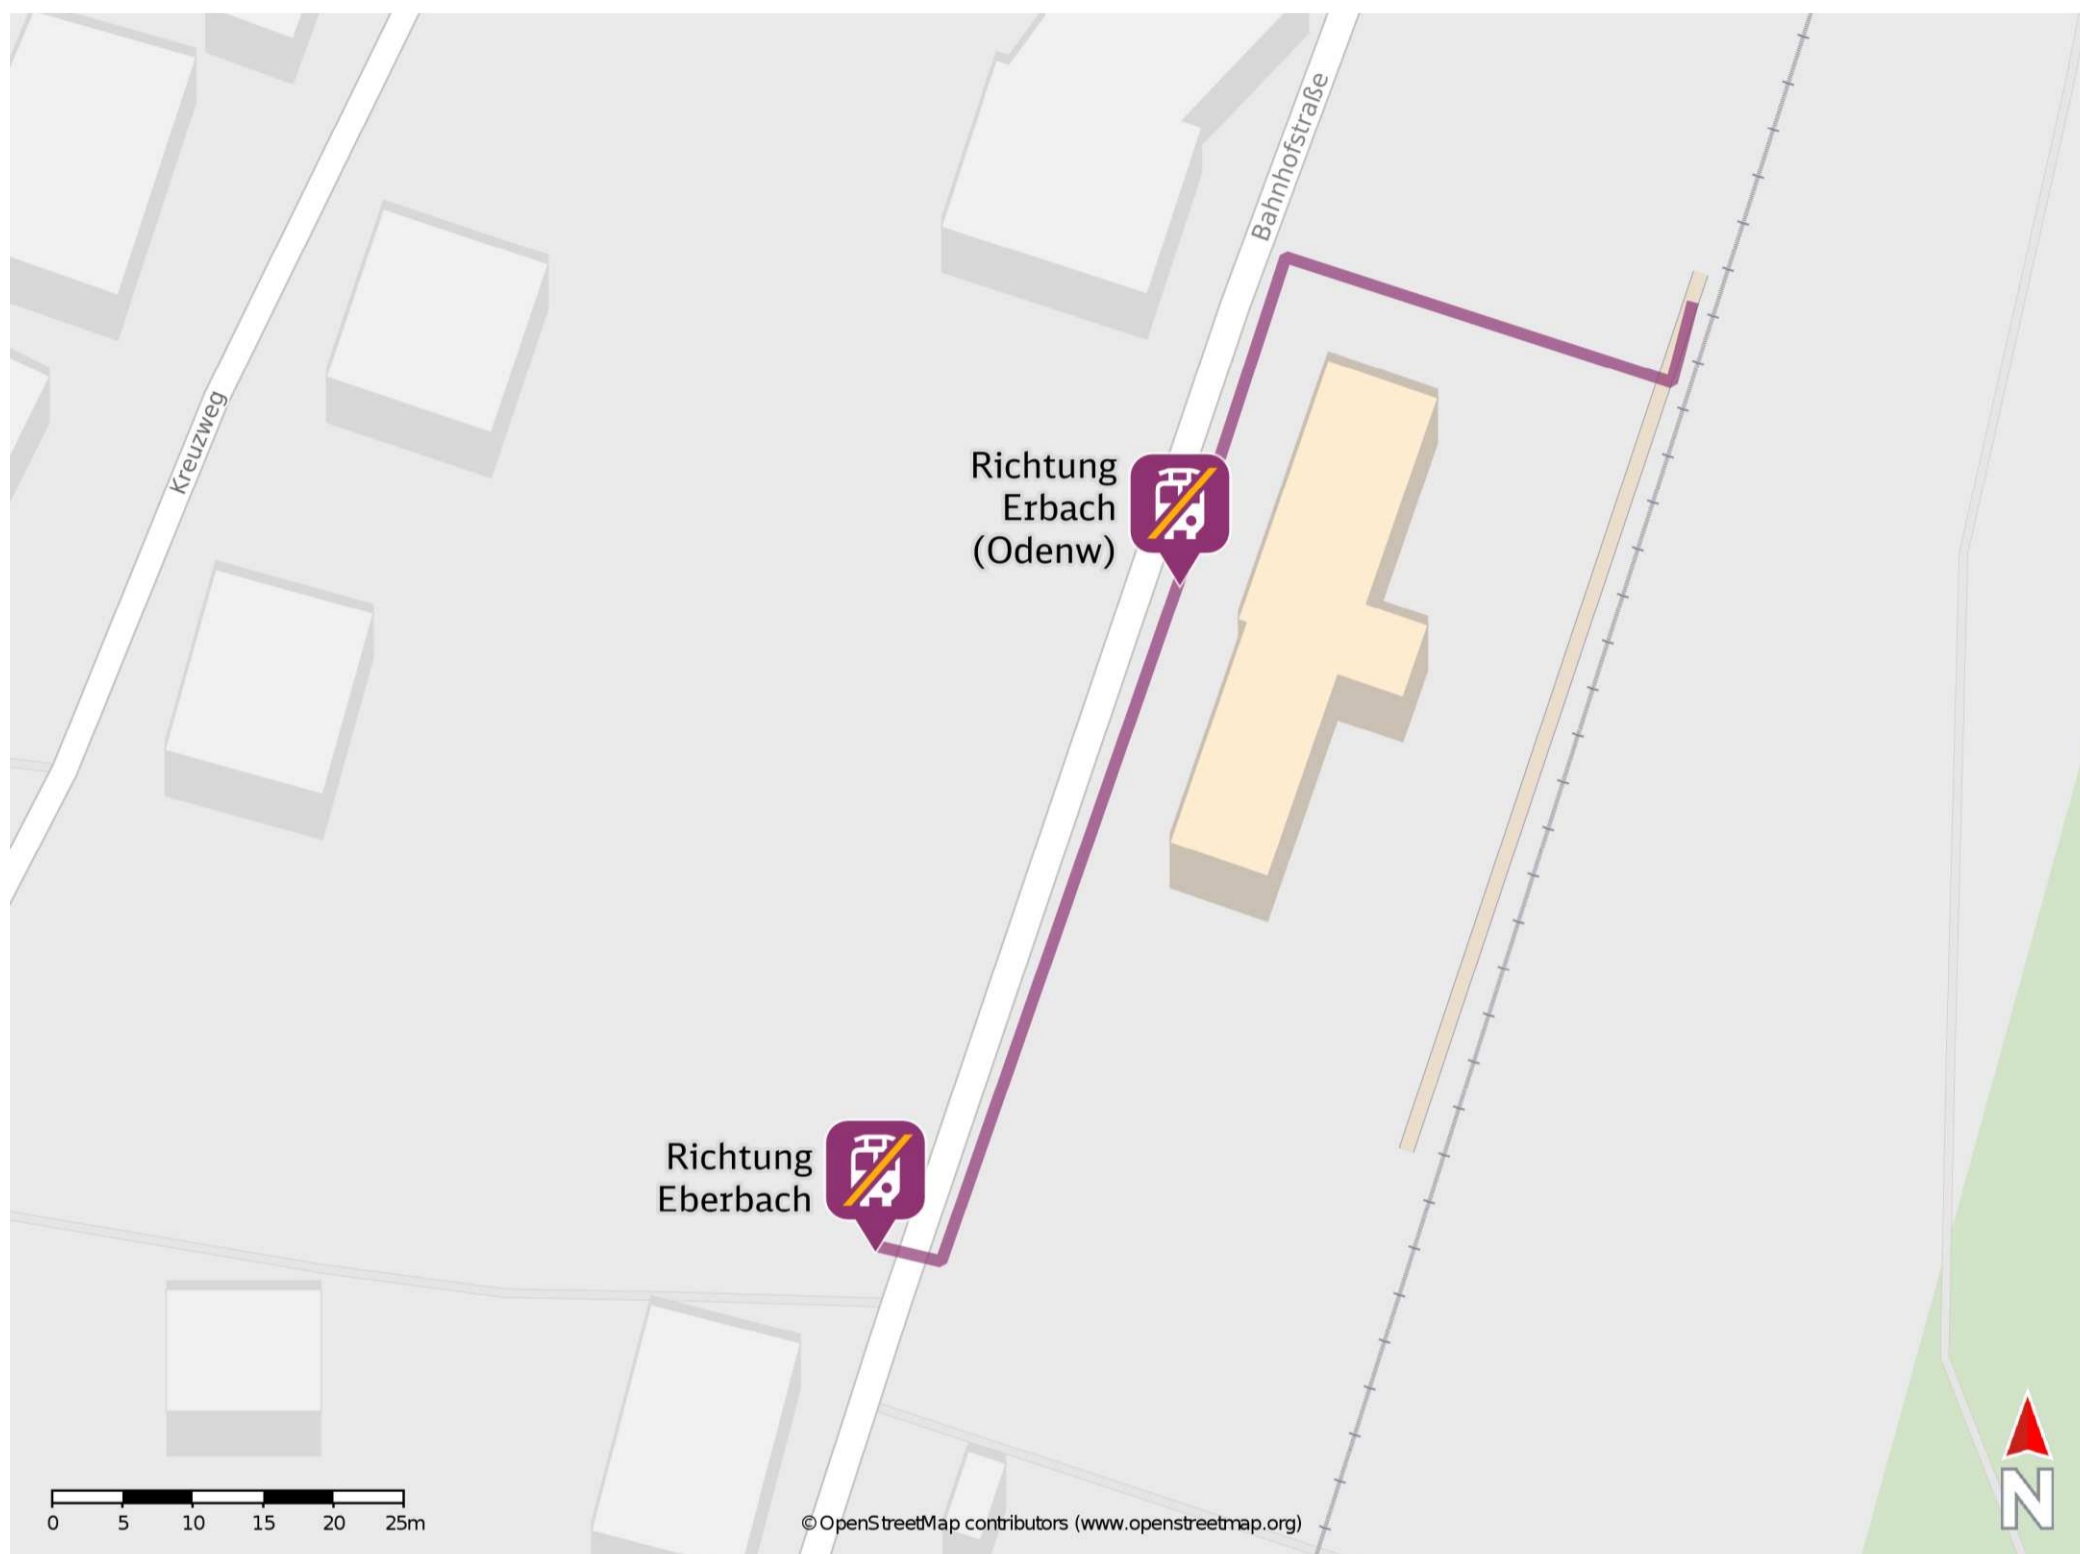 Bahnhofstraße
Kreuzweg
Richtung
Erbach
(Odenw)
Richtung
Eberbach
0 5 10 15 20 25m
© OpenStreetMap contributors (www.openstreetmap.org)
N